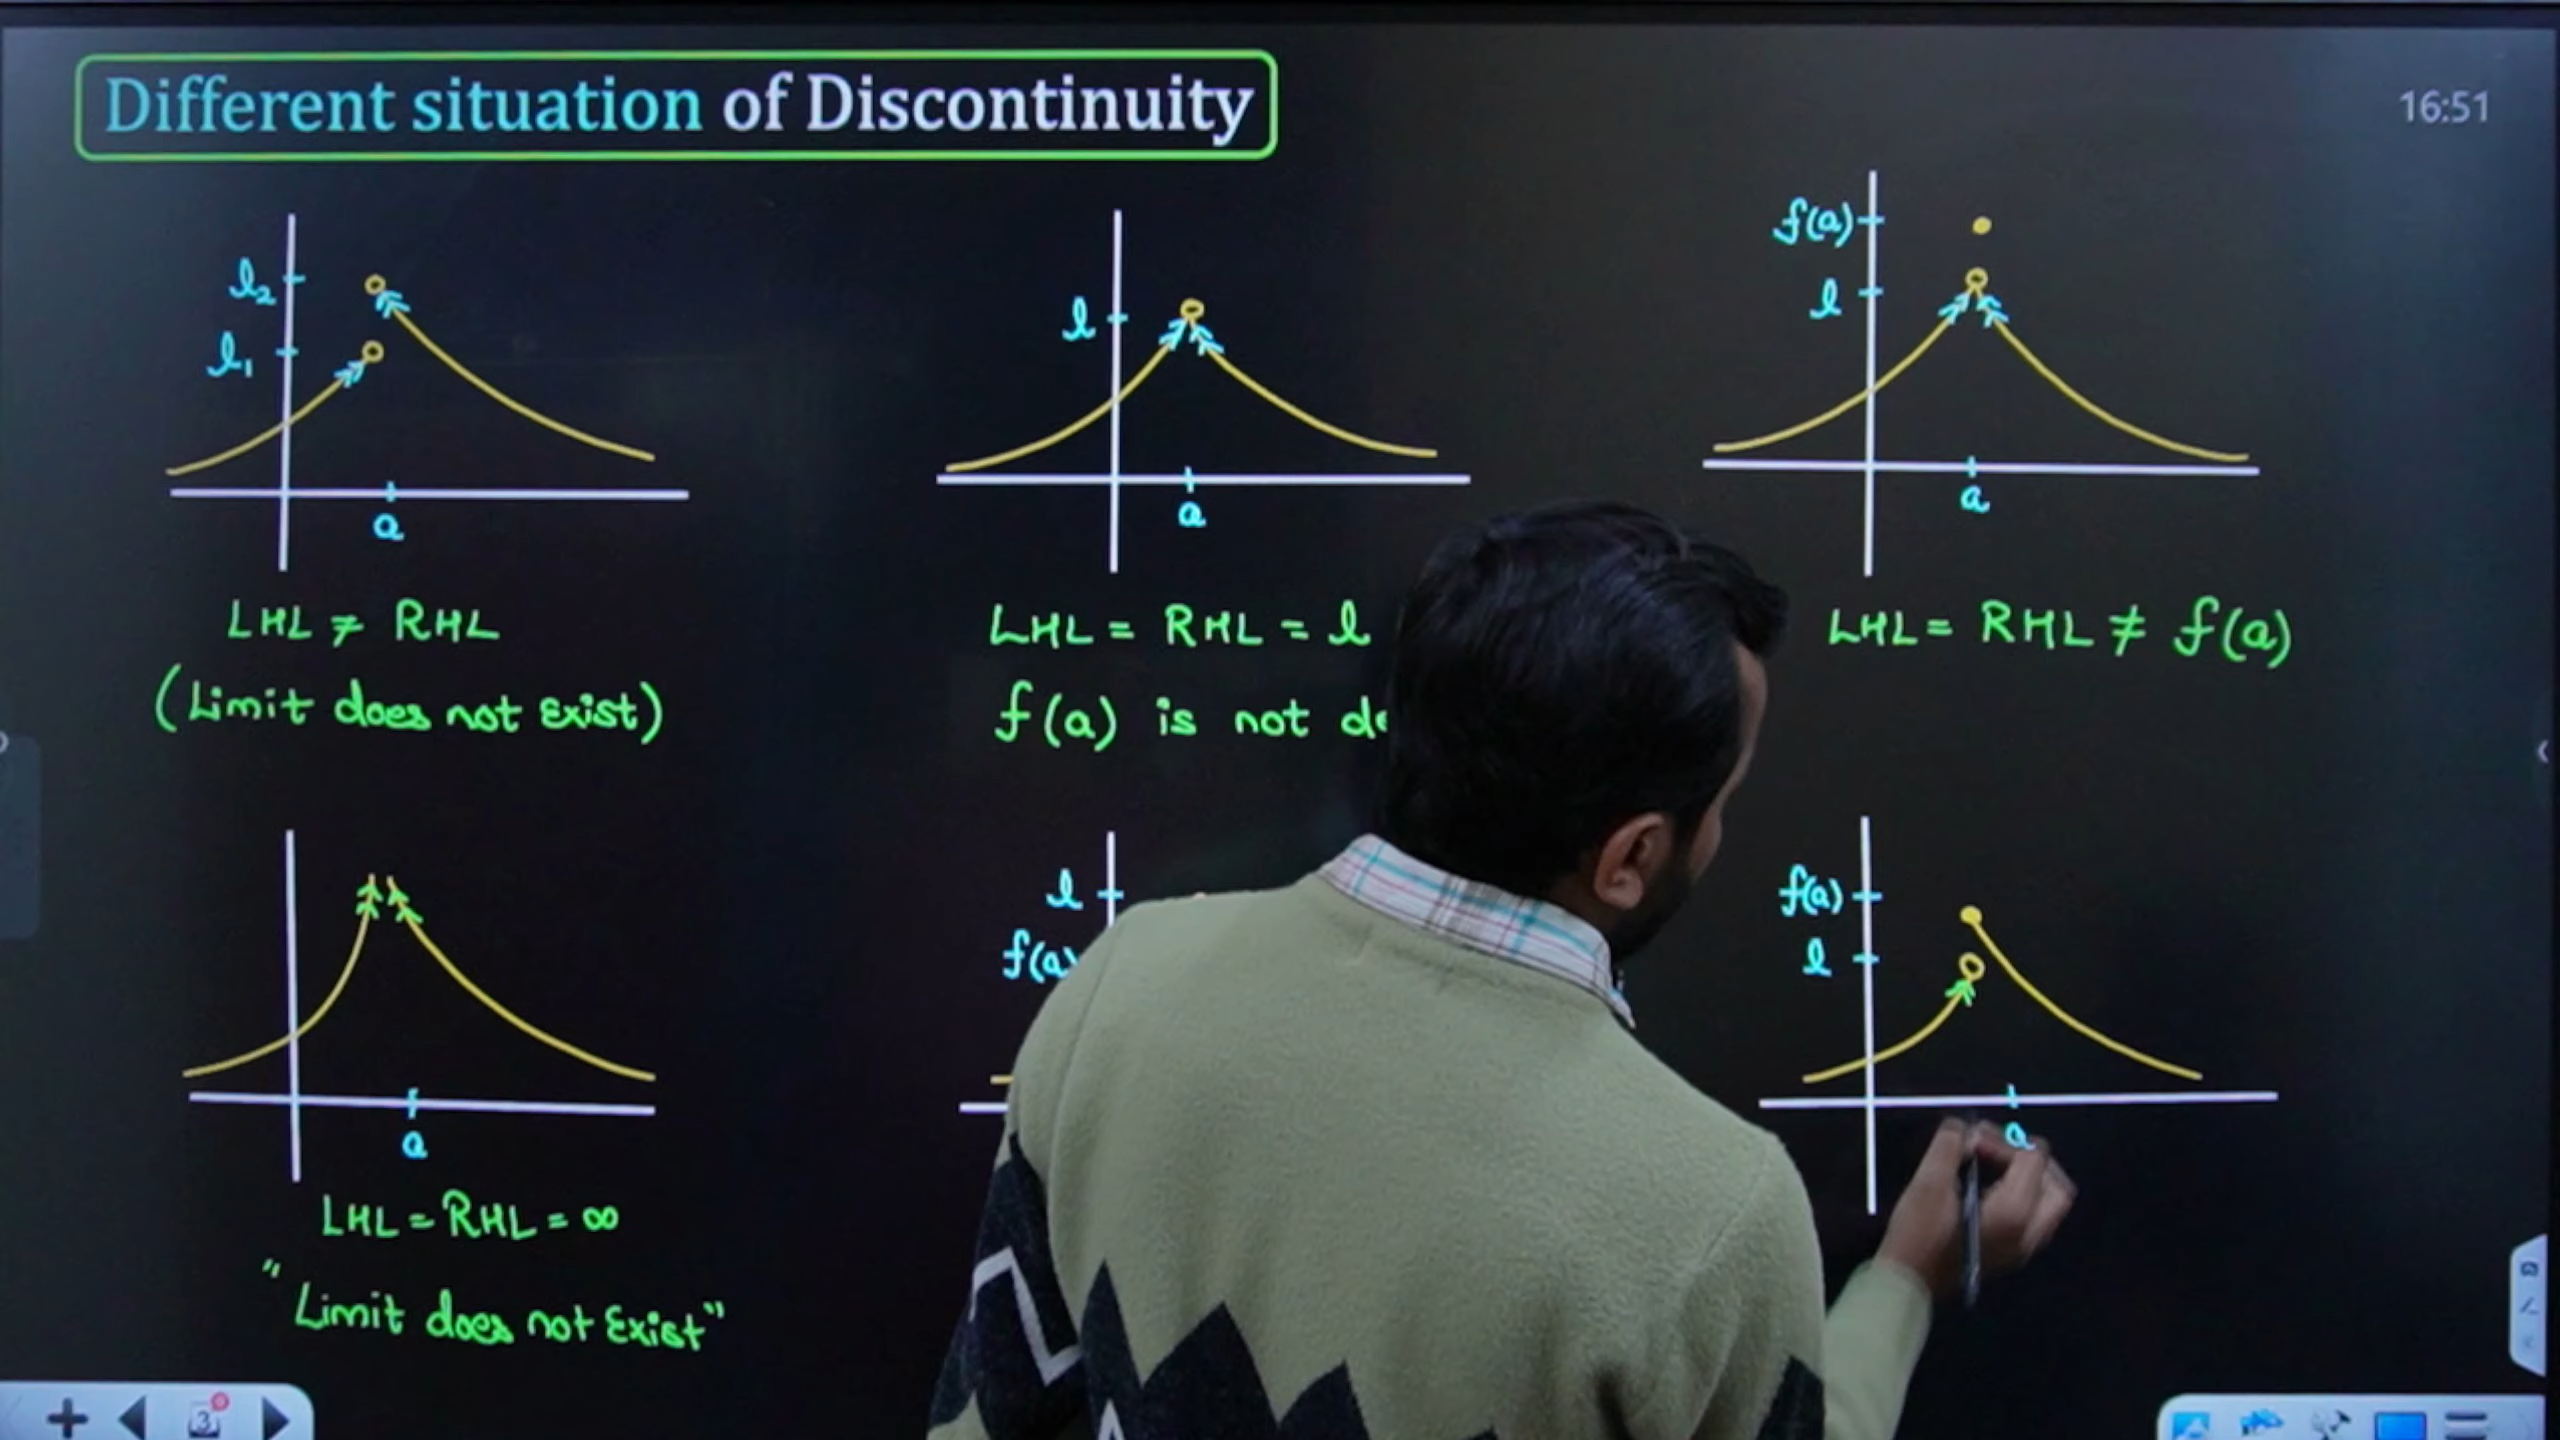 Different situation of Discontinuity
16:51
l2
l1
a
LHL ≠ RHL
(Limit does not Exist)
l
a
LHL = RHL = l
f(a) is not
f(a)
l
a
LHL = RHL ≠ f(a)
a
LHL = RHL = ∞
"Limit does not Exist"
l
f(a)
f(a)
l
a
3